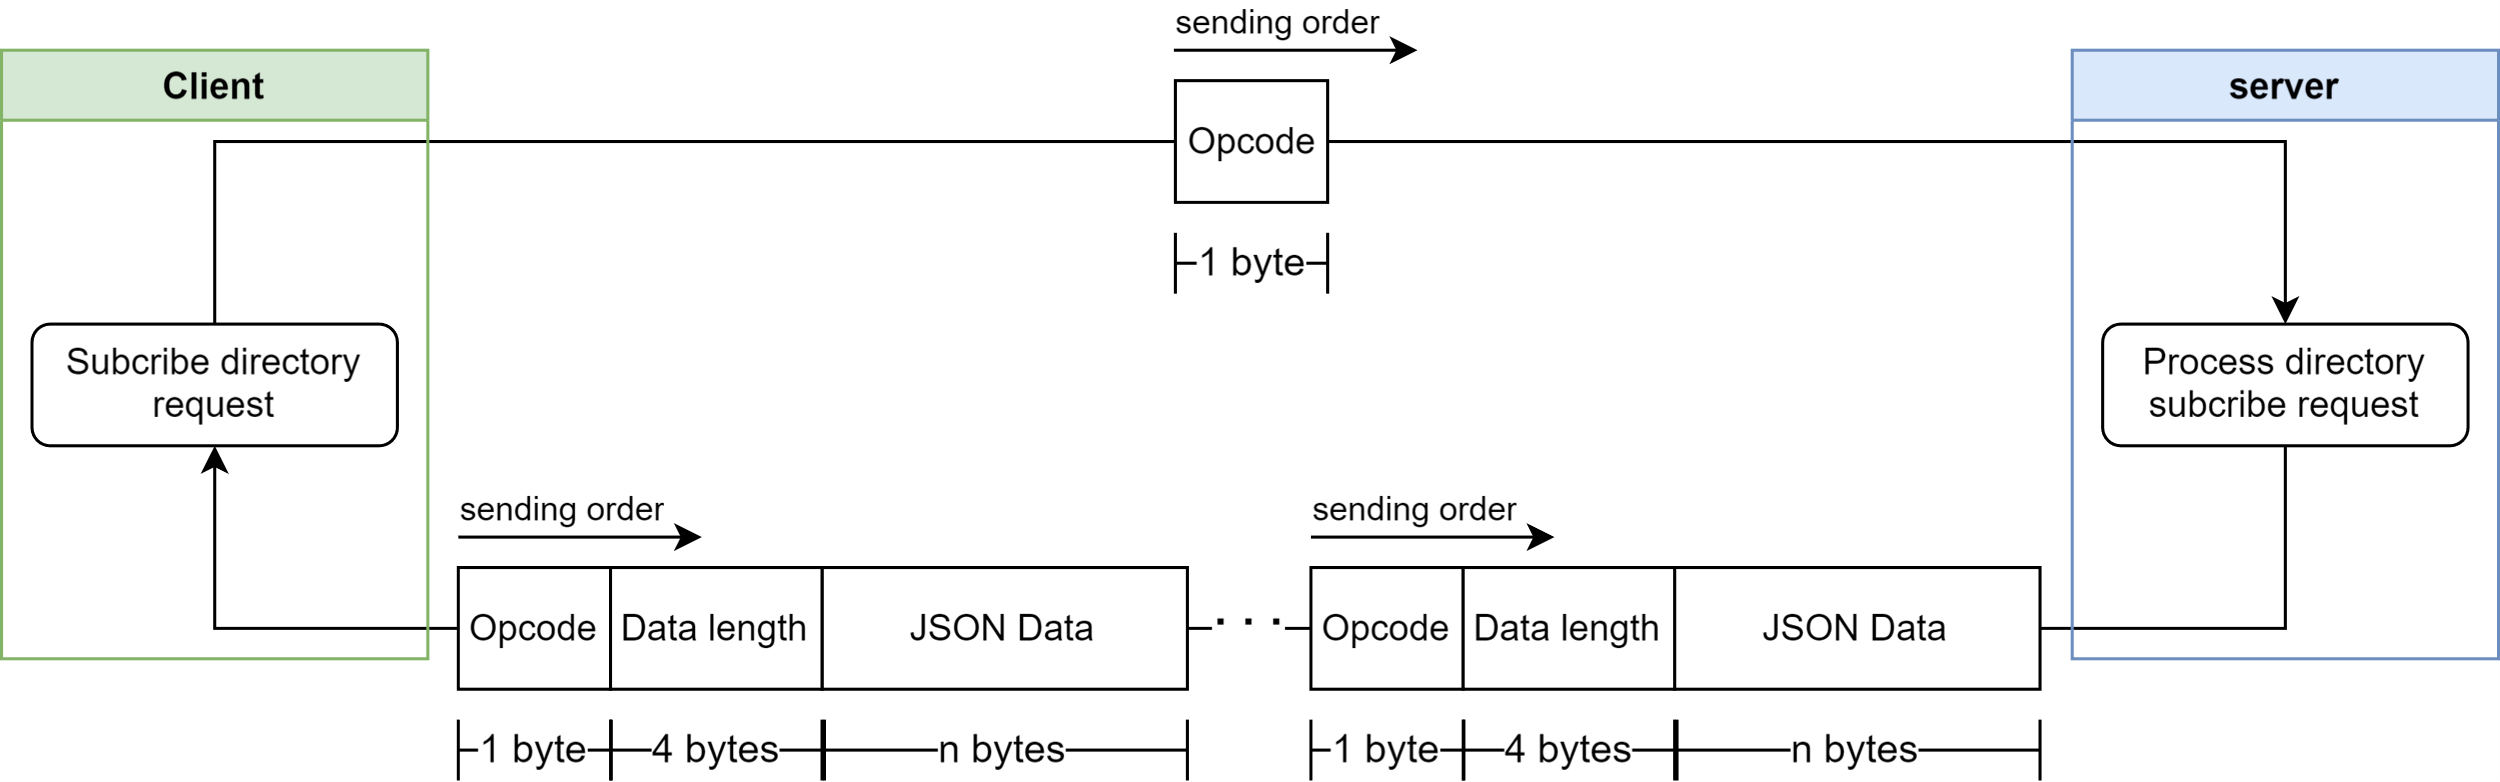 sending order
Client
server
Opcode
1 byte
Subcribe directory
request
Process directory
subcribe request
sending order
sending order
Opcode
Data length
JSON Data
. . .
Opcode
Data length
JSON Data
1 byte
4 bytes
n bytes
1 byte
4 bytes
n bytes